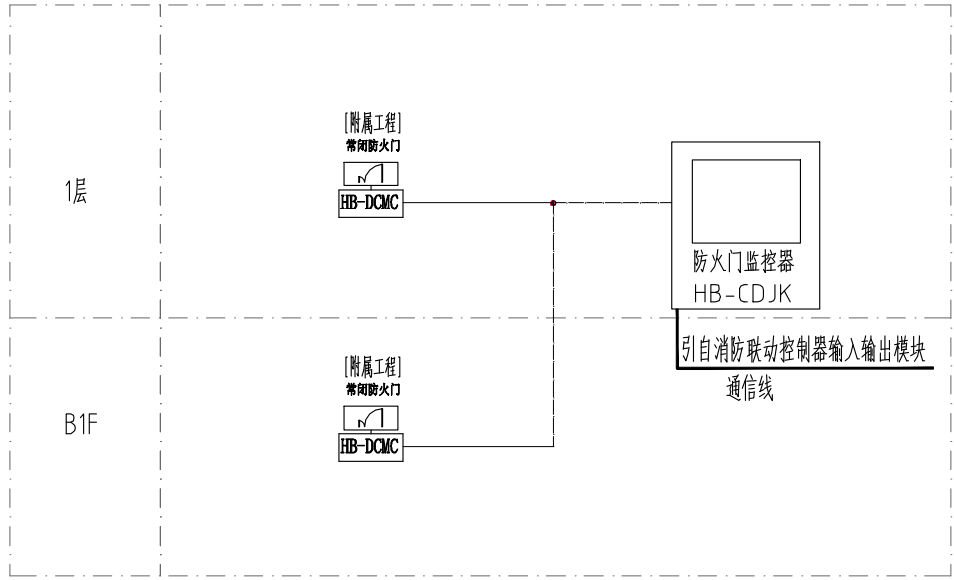 [附属工程]
常闭防火门
HB-DCMC
1层
防火门监控器
HB-CDJK
引自消防联动控制器输入输出模块
通信线
[附属工程]
常闭防火门
HB-DCMC
B1F